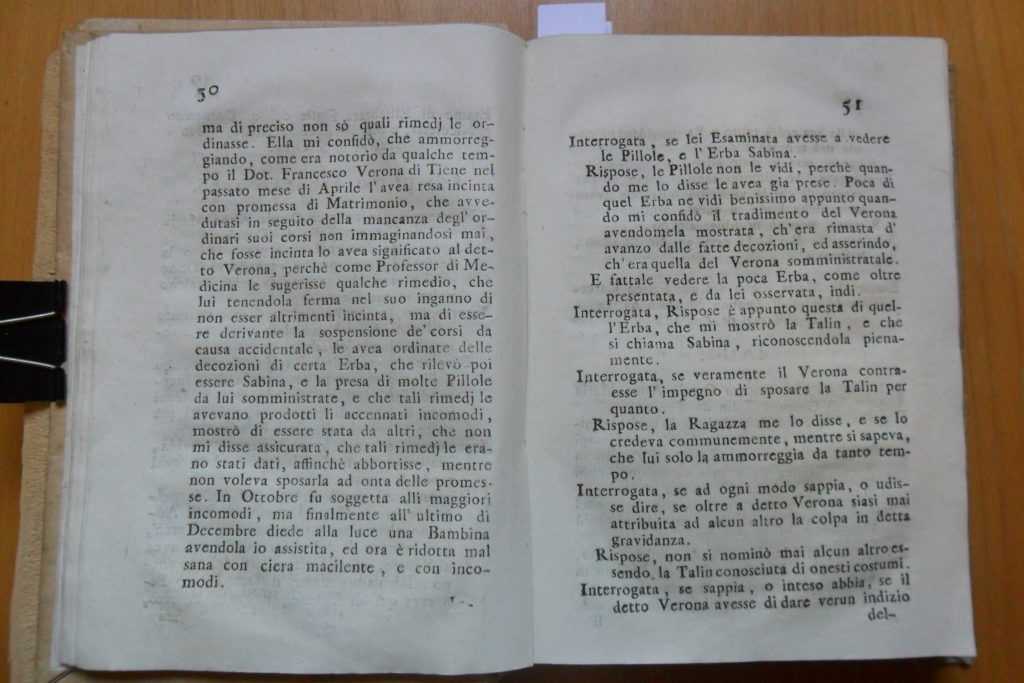 50
ma di preciso non sò quali rimedj le or-
dinasse. Ella mi confidò, che ammorreg-
giando, come era notorio da qualche tem-
po il Dot. Francesco Verona di Tiene nel
passato mese di Aprile l'avea resa incinta
con promessa di Matrimonio, che avve-
dutasi in seguito della mancanza degl' or-
dinari suoi corsi non immaginandosi mai,
che fosse incinta lo avea significato al det-
to Verona, perchè come Professor di Me-
dicina le sugerisse qualche rimedio, che
lui tenendola ferma nel suo inganno di
non esser altrimenti incinta, ma di esse-
re derivante la sospensione de' corsi da
causa accidentale, le avea ordinate delle
decozioni di certa Erba, che rilevò poi
essere Sabina, e la presa di molte Pillole
da lui somministrate, e che tali rimedj le
avevano prodotti li accennati incomodi,
mostrò di essere stata da altri, che non
mi disse assicurata, che tali rimedj le era-
no stati dati, affinchè abbortisse, mentre
non voleva sposarla ad onta delle promes-
se. In Ottobre fu soggetta alli maggiori
incomodi, ma finalmente all' ultimo di
Decembre diede alla luce una Bambina
avendola io assistita, ed ora è ridotta mal
sana con ciera macilente, e con inco-
modi.
51
Interrogata, se lei Esaminata avesse a vedere
le Pillole, e l' Erba Sabina.
Rispose, le Pillole non le vidi, perchè quan-
do me lo disse le avea gia prese. Poca di
quel Erba ne vidi benissimo appunto quan-
do mi confidò il tradimento del Verona
avendomela mostrata, ch'era rimasta d'
avanzo dalle fatte decozioni, ed asserindo,
ch' era quella del Verona somministratale.
E fattale vedere la poca Erba, come oltre
presentata, e da lei osservata, indi.
Interrogata, Rispose è appunto questa di quel-
l'Erba, che mi mostrò la Talin, e che
si chiama Sabina, riconoscendola piena-
mente.
Interrogata, se veramente il Verona contra-
esse l' impegno di sposare la Talin per
quanto.
Rispose, la Ragazza me lo disse, e se lo
credeva communemente, mentre si sapeva,
che lui solo la ammorreggia da tanto tem-
po.
Interrogata, se ad ogni modo sappia, o udis-
se dire, se oltre a detto Verona siasi mai
attribuita ad alcun altro la colpa in detta
gravidanza.
Rispose, non si nominò mai alcun altro es-
sendo la Talin conosciuta di onesti costumi.
Interrogata, se sappia, o inteso abbia, se il
detto Verona avesse di dare verun indizio
del-